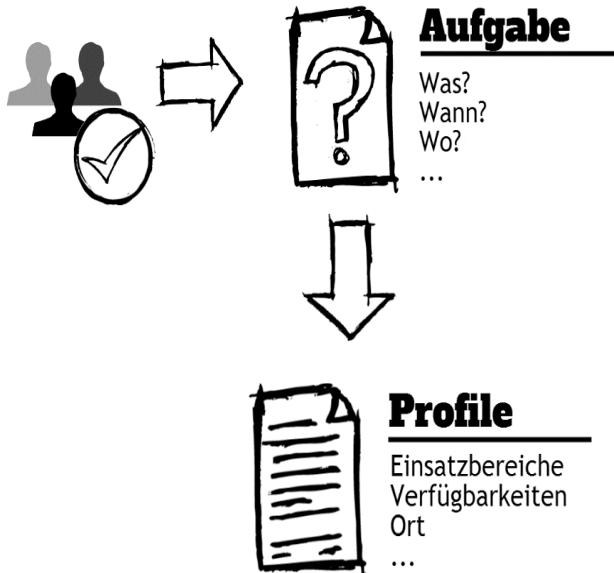 Aufgabe
Was?
Wann?
Wo?
...
Profile
Einsatzbereiche
Verfügbarkeiten
Ort
...